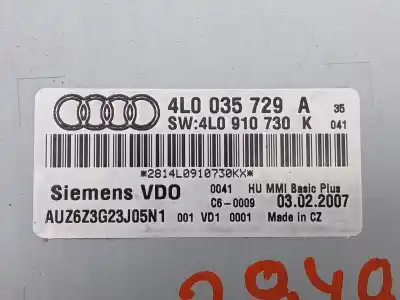 4L0 035 729 A 35
SW:4L0 910 730 K 041
*2814L0910730KX*
Siemens VDO 0041 HU MMI Basic Plus
C6-0009 03.02.2007
AUZ6Z3G23J05N1 001 VD1 0001 Made in CZ